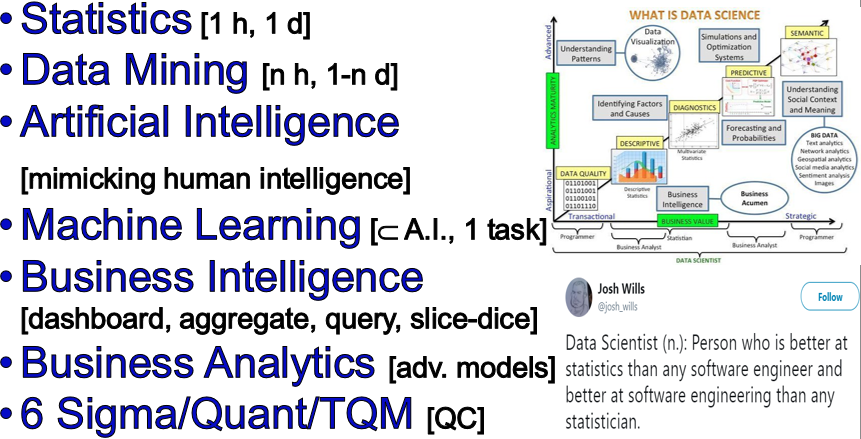 • Statistics [1 h, 1 d]
• Data Mining [n h, 1-n d]
• Artificial Intelligence
[mimicking human intelligence]
• Machine Learning [⊂ A.I., 1 task]
• Business Intelligence
[dashboard, aggregate, query, slice-dice]
• Business Analytics [adv. models]
• 6 Sigma/Quant/TQM [QC]
WHAT IS DATA SCIENCE
Advanced
ANALYTICS MATURITY
Aspirational
Understanding
Patterns
Data
Visualization
Simulations and
Optimization
Systems
SEMANTIC
PREDICTIVE
Identifying Factors
and Causes
DIAGNOSTICS
Multivariate
Statistics
Understanding
Social Context
and Meaning
Forecasting and
Probabilities
DESCRIPTIVE
Descriptive
Statistics
BIG DATA
Text analytics
Network analytics
Geospatial analytics
Social media analytics
Sentiment analysis
Images
DATA QUALITY
01101001
01101001
01100101
01101110
Business
Intelligence
Business
Acumen
Transactional
BUSINESS VALUE
Strategic
Programmer
Business Analyst
Statistian
Business Analyst
Programmer
DATA SCIENTIST
Josh Wills
@josh_wills
Follow
Data Scientist (n.): Person who is better at
statistics than any software engineer and
better at software engineering than any
statistician.